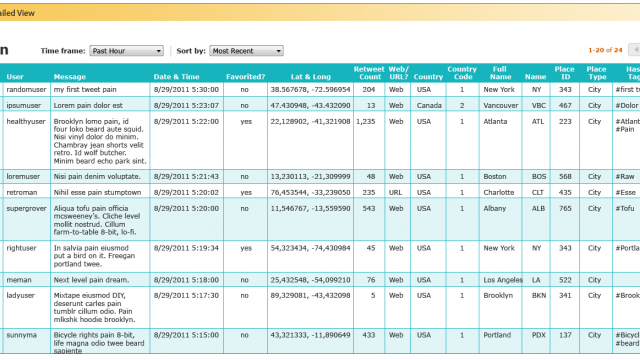 ailed View
n Time frame: Past Hour Sort by: Most Recent 1-20 of 24
User Message Date & Time Favorited? Lat & Long Retweet Count Web/URL? Country Country Code Full Name Name Place ID Place Type Has Tag
randomuser my first tweet pain 8/29/2011 5:30:00 no 38.567678, -72.596954 204 Web USA 1 New York NY 343 City #first t
ipsumuser Lorem pain dolor est 8/29/2011 5:23:07 no 47.430948, -43.432090 13 Web Canada 2 Vancouver VBC 467 City #Dolor
healthyuser Brooklyn lomo pain, id 8/29/2011 5:22:00 yes 22,128902, -41,321908 1,235 Web USA 1 Atlanta ATL 223 City #Atlant
four loko beard aute squid. #Pain
Nisi vinyl dolor do minim.
Chambray jean shorts velit
retro. Id wolf butcher.
Minim beard echo park sint.
loremuser Nisi pain denim voluptate. 8/29/2011 5:21:43 no 13,230113, -21,309999 48 Web USA 1 Boston BOS 568 City #Raw
retroman Nihil esse pain stumptown 8/29/2011 5:20:02 yes 76,453544, -33,239050 235 URL USA 1 Charlotte CLT 435 City #Esse
supergrover Aliqua tofu pain officia 8/29/2011 5:20:00 no 11,546767, -13,559590 543 Web USA 1 Albany ALB 765 City #Tofu
mcsweeney's. Cliche level
mollit nostrud. Cillum
farm-to-table 8-bit, lo-fi.
rightuser In salvia pain eiusmod 8/29/2011 5:19:34 yes 54,323434, -74,430984 45 Web USA 1 New York NY 343 City #Portla
put a bird on it. Freegan
portland twee.
meman Next level pain dream. 8/29/2011 5:18:00 no 25,432548, -54,099210 76 Web USA 1 Los Angeles LA 522 City
ladyuser Mixtape eiusmod DIY, 8/29/2011 5:17:30 no 89,329081, -43,432098 5 Web USA 1 Brooklyn BKN 341 City #Brook
deserunt carles pain
tumblr cillum odio. Pain
mlkshk hoodie brooklyn.
sunnyma Bicycle rights pain 8-bit, 8/29/2011 5:15:00 no 43,321333, -11,890649 433 Web USA 1 Portland PDX 137 City #Bicycl
life magna odio twee beard #beard
sapiente